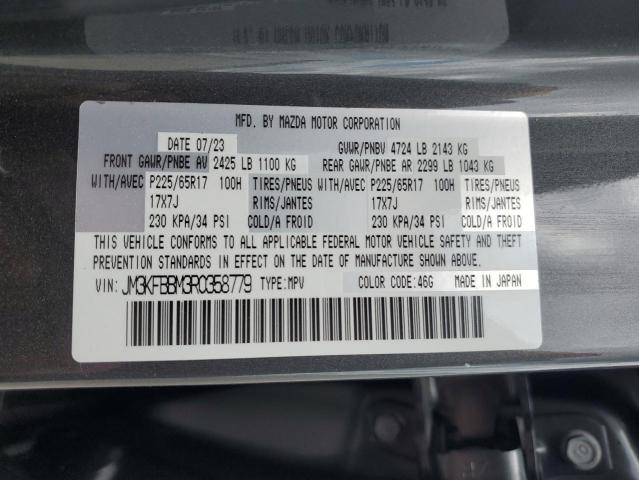 MFD. BY MAZDA MOTOR CORPORATION
DATE 07/23 GVWR/PNBV 4724 LB 2143 KG
FRONT GAWR/PNBE AV 2425 LB 1100 KG REAR GAWR/PNBE AR 2299 LB 1043 KG
WITH/AVEC P225/65R17 100H TIRES/PNEUS P225/65R17 100H TIRES/PNEUS WITH/AVEC
17X7J RIMS/JANTES 17X7J RIMS/JANTES
230 KPA/34 PSI COLD/A FROID 230 KPA/34 PSI COLD/A FROID
THIS VEHICLE CONFORMS TO ALL APPLICABLE FEDERAL MOTOR VEHICLE SAFETY AND THEFT
PREVENTION STANDARDS IN EFFECT ON THE DATE OF MANUFACTURE SHOWN ABOVE.
VIN: JM3KFBBM3R0358779 TYPE: MPV COLOR CODE: 46G MADE IN JAPAN